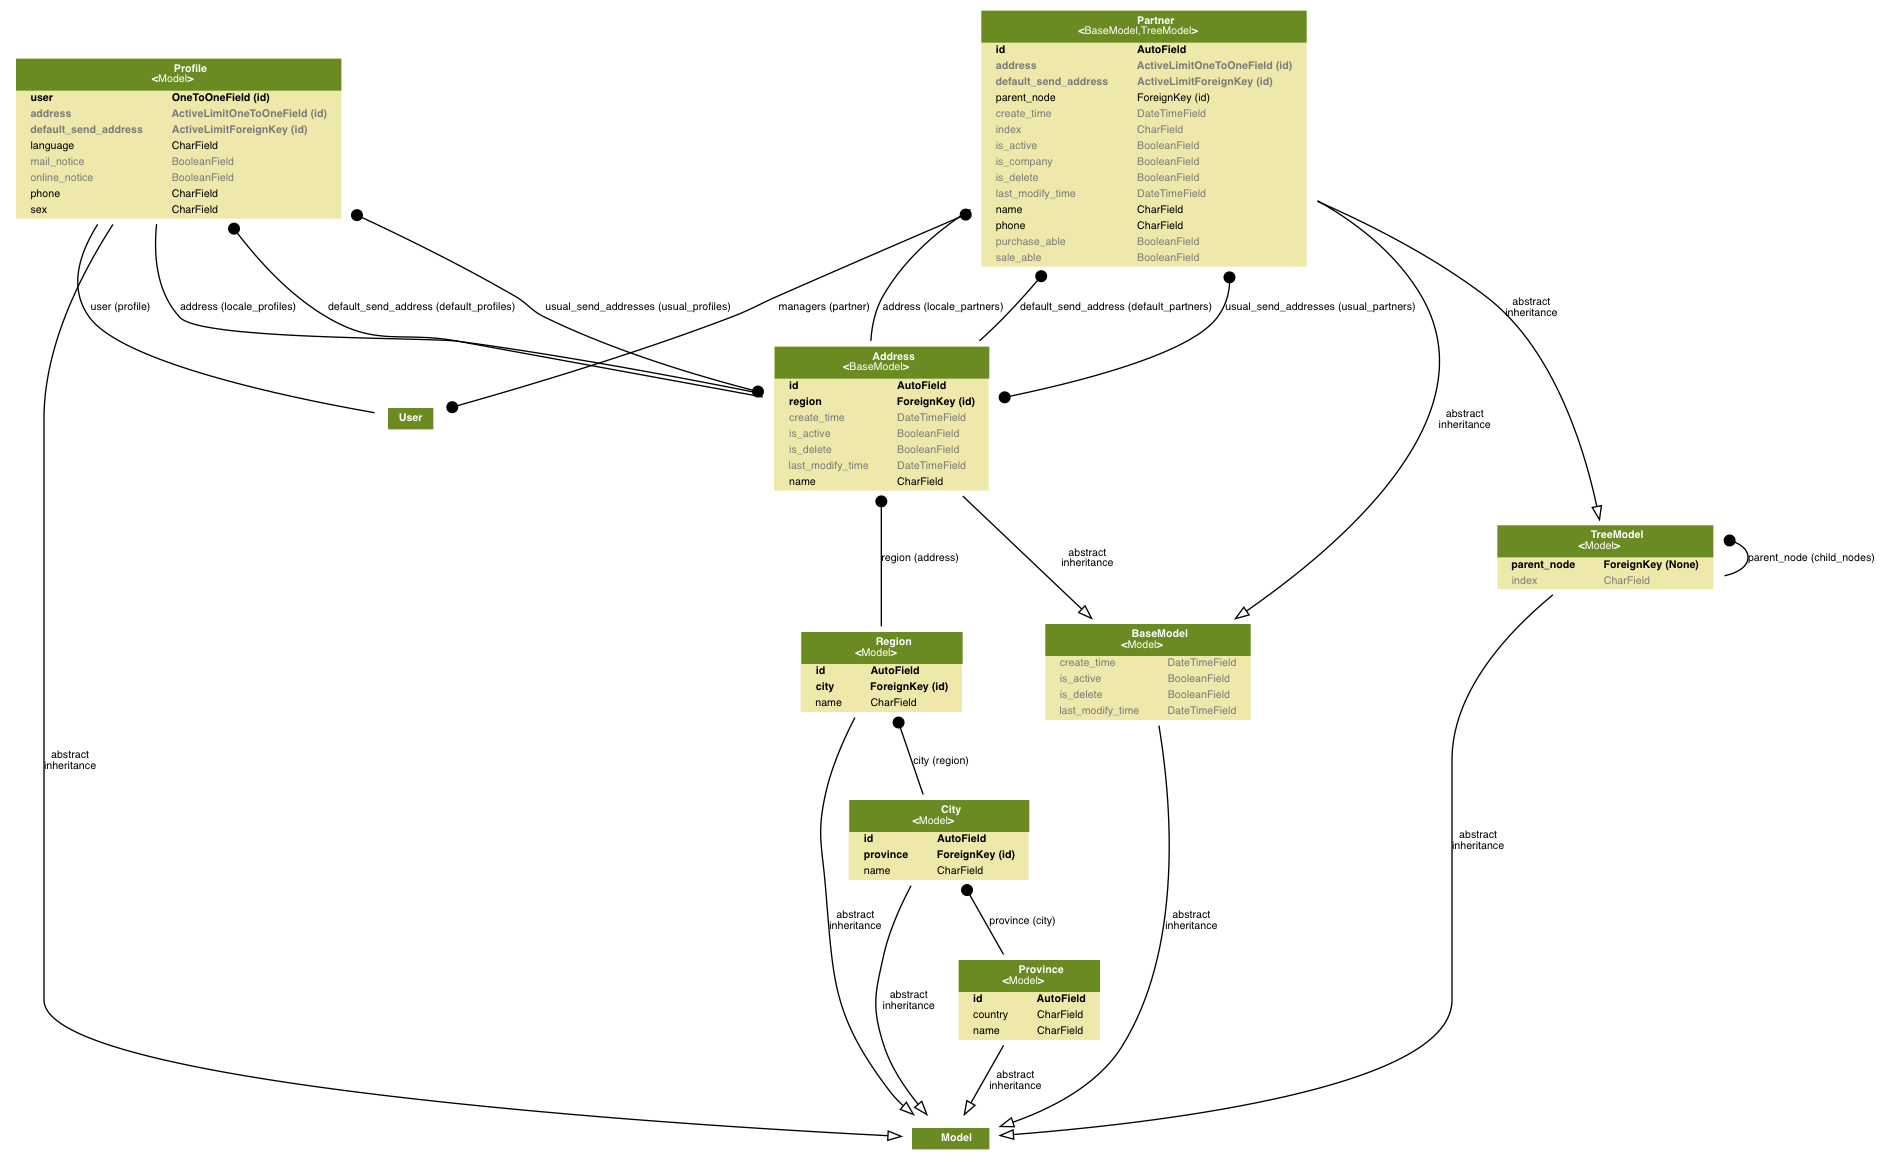 Partner
<BaseModel,TreeModel>
id AutoField
address ActiveLimitOneToOneField (id)
default_send_address ActiveLimitForeignKey (id)
parent_node ForeignKey (id)
create_time DateTimeField
index CharField
is_active BooleanField
is_company BooleanField
is_delete BooleanField
last_modify_time DateTimeField
name CharField
phone CharField
purchase_able BooleanField
sale_able BooleanField
Profile
<Model>
user OneToOneField (id)
address ActiveLimitOneToOneField (id)
default_send_address ActiveLimitForeignKey (id)
language CharField
mail_notice BooleanField
online_notice BooleanField
phone CharField
sex CharField
user (profile)
address (locale_profiles)
default_send_address (default_profiles)
usual_send_addresses (usual_profiles)
managers (partner)
address (locale_partners)
default_send_address (default_partners)
usual_send_addresses (usual_partners)
abstract
inheritance
Address
<BaseModel>
id AutoField
region ForeignKey (id)
create_time DateTimeField
is_active BooleanField
is_delete BooleanField
last_modify_time DateTimeField
name CharField
User
abstract
inheritance
TreeModel
<Model>
parent_node ForeignKey (None)
index CharField
parent_node (child_nodes)
region (address)
abstract
inheritance
Region
<Model>
id AutoField
city ForeignKey (id)
name CharField
BaseModel
<Model>
create_time DateTimeField
is_active BooleanField
is_delete BooleanField
last_modify_time DateTimeField
abstract
inheritance
city (region)
City
<Model>
id AutoField
province ForeignKey (id)
name CharField
abstract
inheritance
abstract
inheritance
province (city)
abstract
inheritance
Province
<Model>
id AutoField
country CharField
name CharField
abstract
inheritance
abstract
inheritance
Model